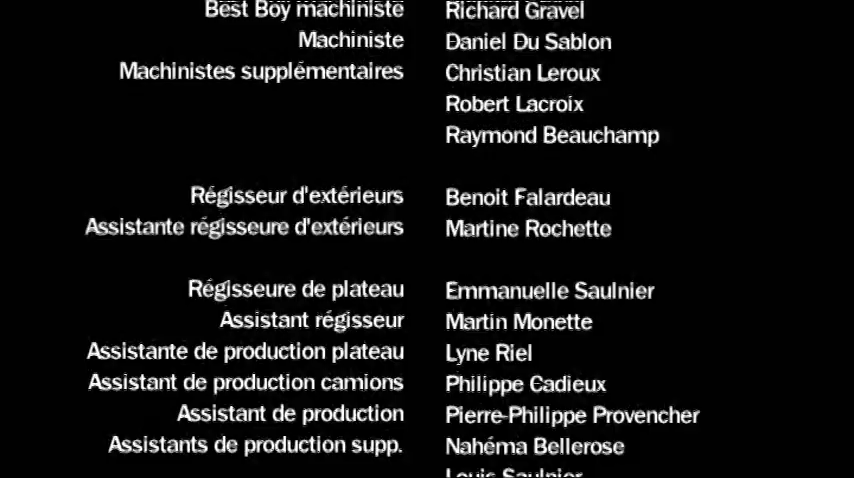 Best Boy machiniste Richard Gravel
Machiniste Daniel Du Sablon
Machinistes supplémentaires Christian Leroux
Robert Lacroix
Raymond Beauchamp
Régisseur d'extérieurs Benoit Falardeau
Assistante régisseure d'extérieurs Martine Rochette
Régisseure de plateau Emmanuelle Saulnier
Assistant régisseur Martin Monette
Assistante de production plateau Lyne Riel
Assistant de production camions Philippe Cadieux
Assistant de production Pierre-Philippe Provencher
Assistants de production supp. Nahéma Bellerose
Louis Saulnier